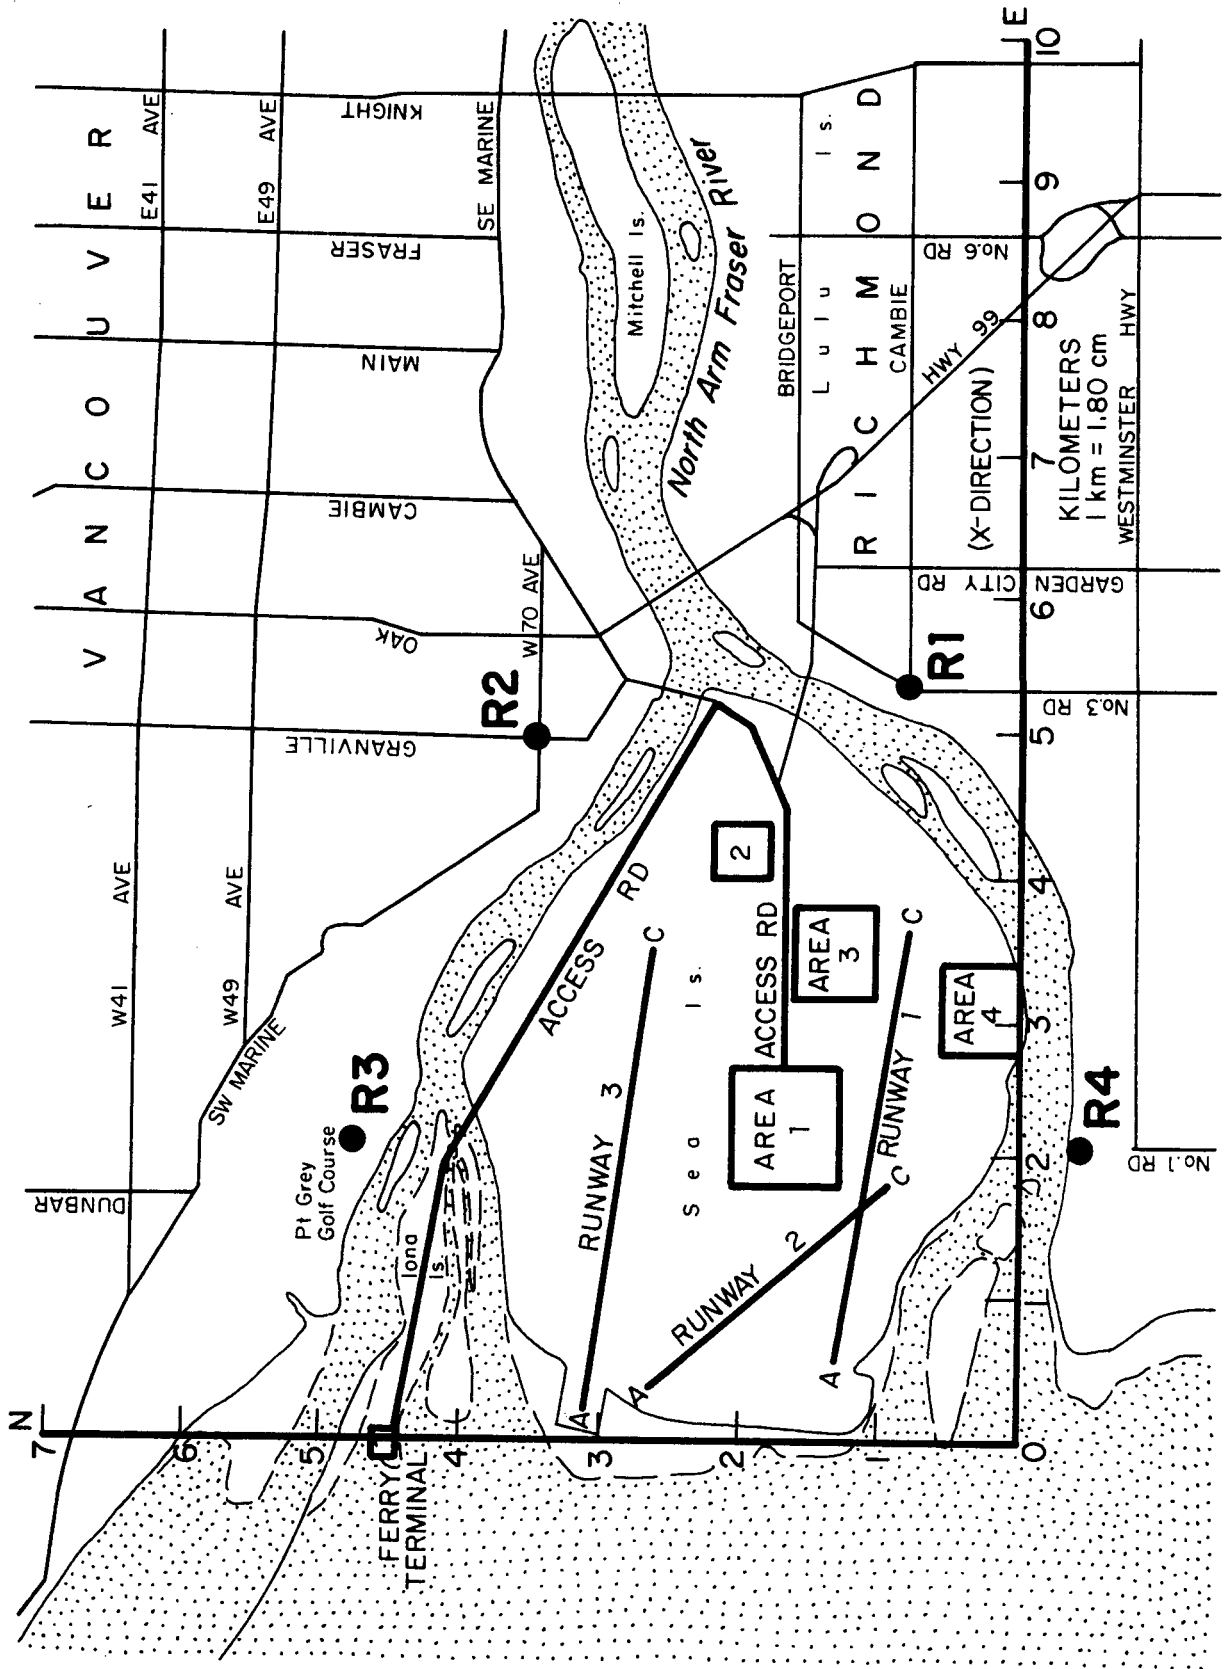 VANCOUVER
W41 AVE
E41 AVE
W49 AVE
E49 AVE
SW MARINE
SE MARINE
W 70 AVE
DUNBAR
GRANVILLE
OAK
CAMBIE
MAIN
FRASER
KNIGHT
Pt Grey
Golf Course
R3
R2
Iona
Is.
FERRY
TERMINAL
Mitchell Is.
North Arm Fraser River
ACCESS RD
A RUNWAY 3 C
Sea Is.
A RUNWAY 2 C
A RUNWAY 1 C
ACCESS RD
AREA
1
2
AREA
3
AREA
4
BRIDGEPORT
Lulu Is.
RICHMOND
CAMBIE
HWY 99
R1
R4
No.1 RD
No.3 RD
GARDEN CITY RD
No.6 RD
WESTMINSTER HWY
(X-DIRECTION)
KILOMETERS
1 km = 1.80 cm
N
7
6
5
4
3
2
1
0
1
2
3
4
5
6
7
8
9
10
E